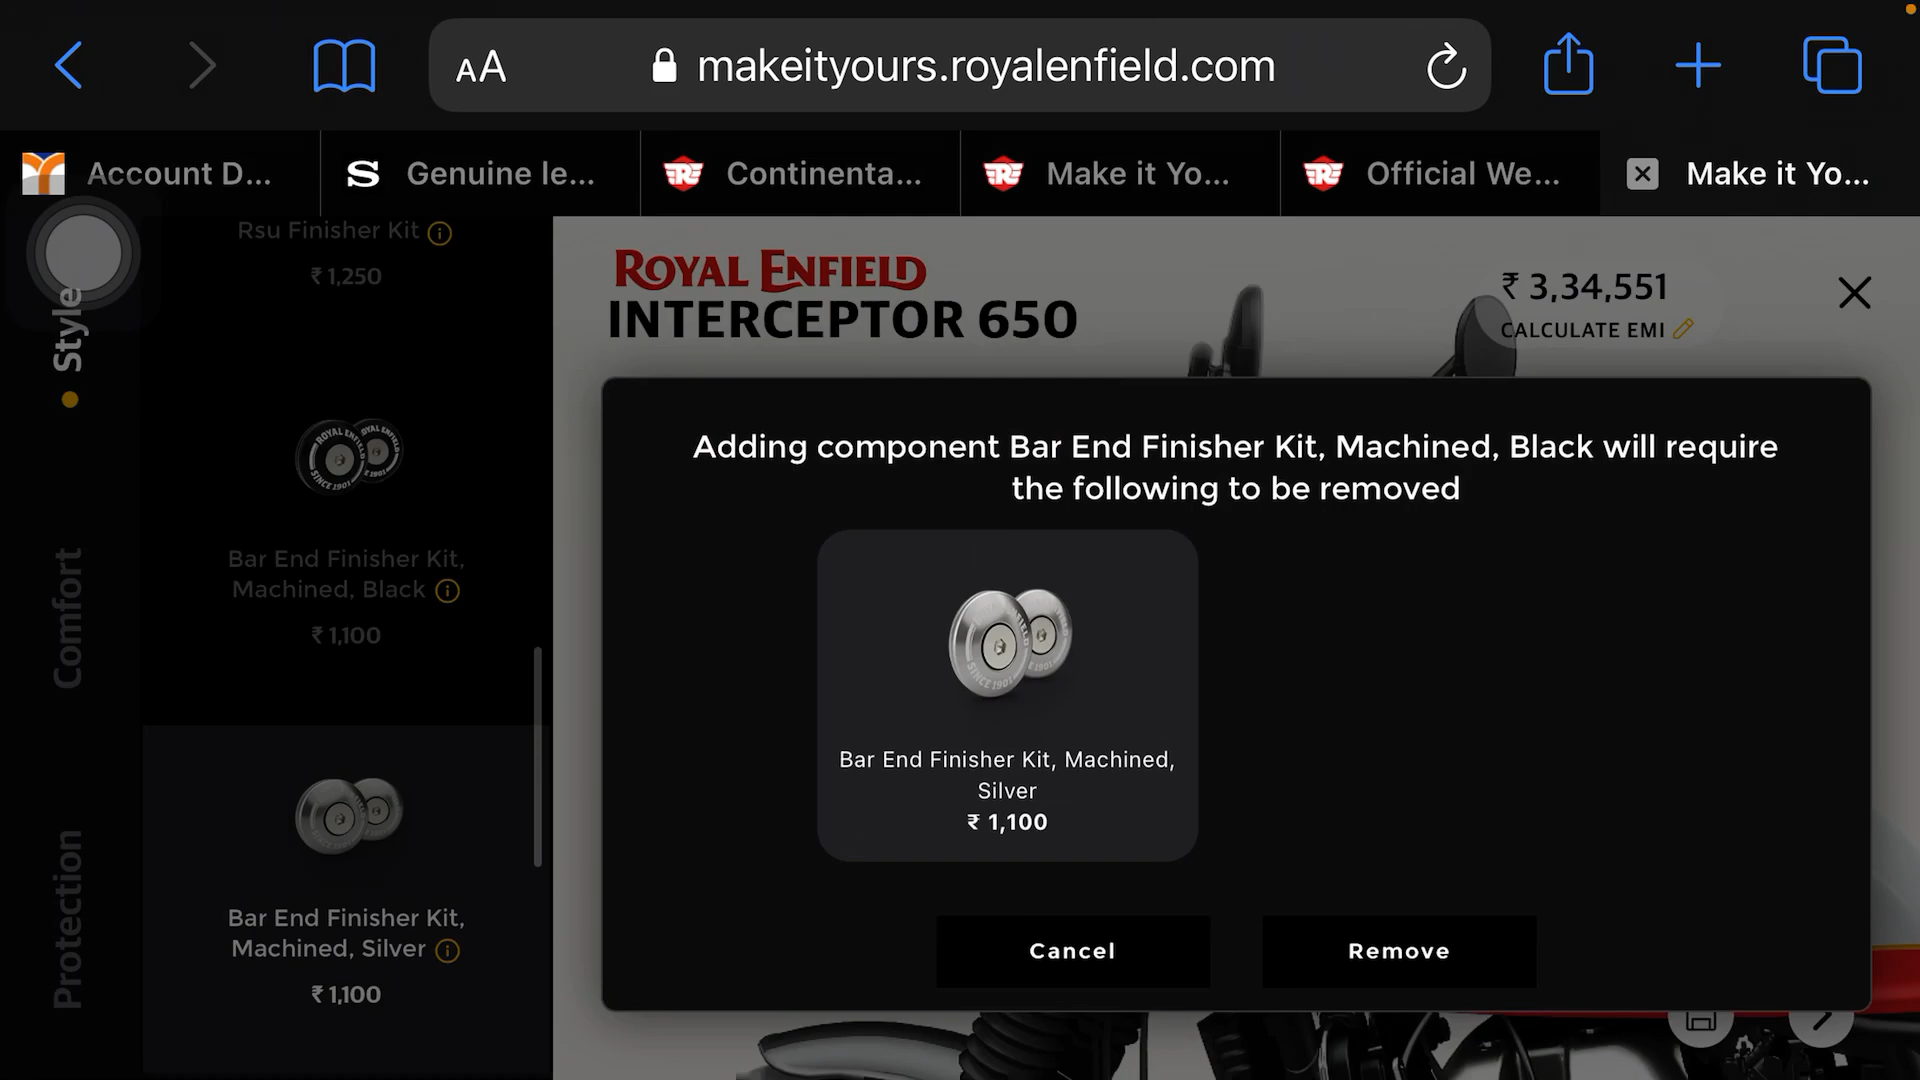 AA makeityours.royalenfield.com
Account D...
Genuine le...
Continenta...
Make it Yo...
Official We...
Make it Yo...
Style
Comfort
Protection
Rsu Finisher Kit
₹ 1,250
Bar End Finisher Kit,
Machined, Black
₹ 1,100
Bar End Finisher Kit,
Machined, Silver
₹ 1,100
ROYAL ENFIELD
INTERCEPTOR 650
₹ 3,34,551
CALCULATE EMI
Adding component Bar End Finisher Kit, Machined, Black will require
the following to be removed
SINCE 1901
Bar End Finisher Kit, Machined,
Silver
₹ 1,100
Cancel
Remove